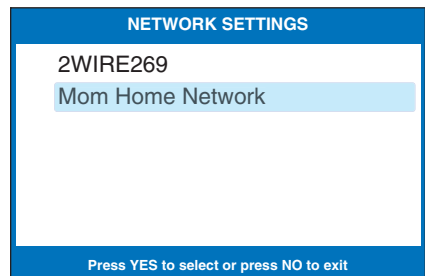 NETWORK SETTINGS
2WIRE269
Mom Home Network
Press YES to select or press NO to exit